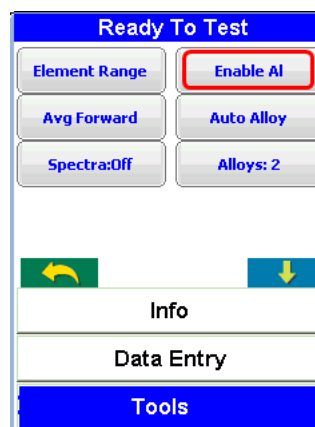 Ready To Test
Element Range
Enable Al
Avg Forward
Auto Alloy
Spectra:Off
Alloys: 2
Info
Data Entry
Tools